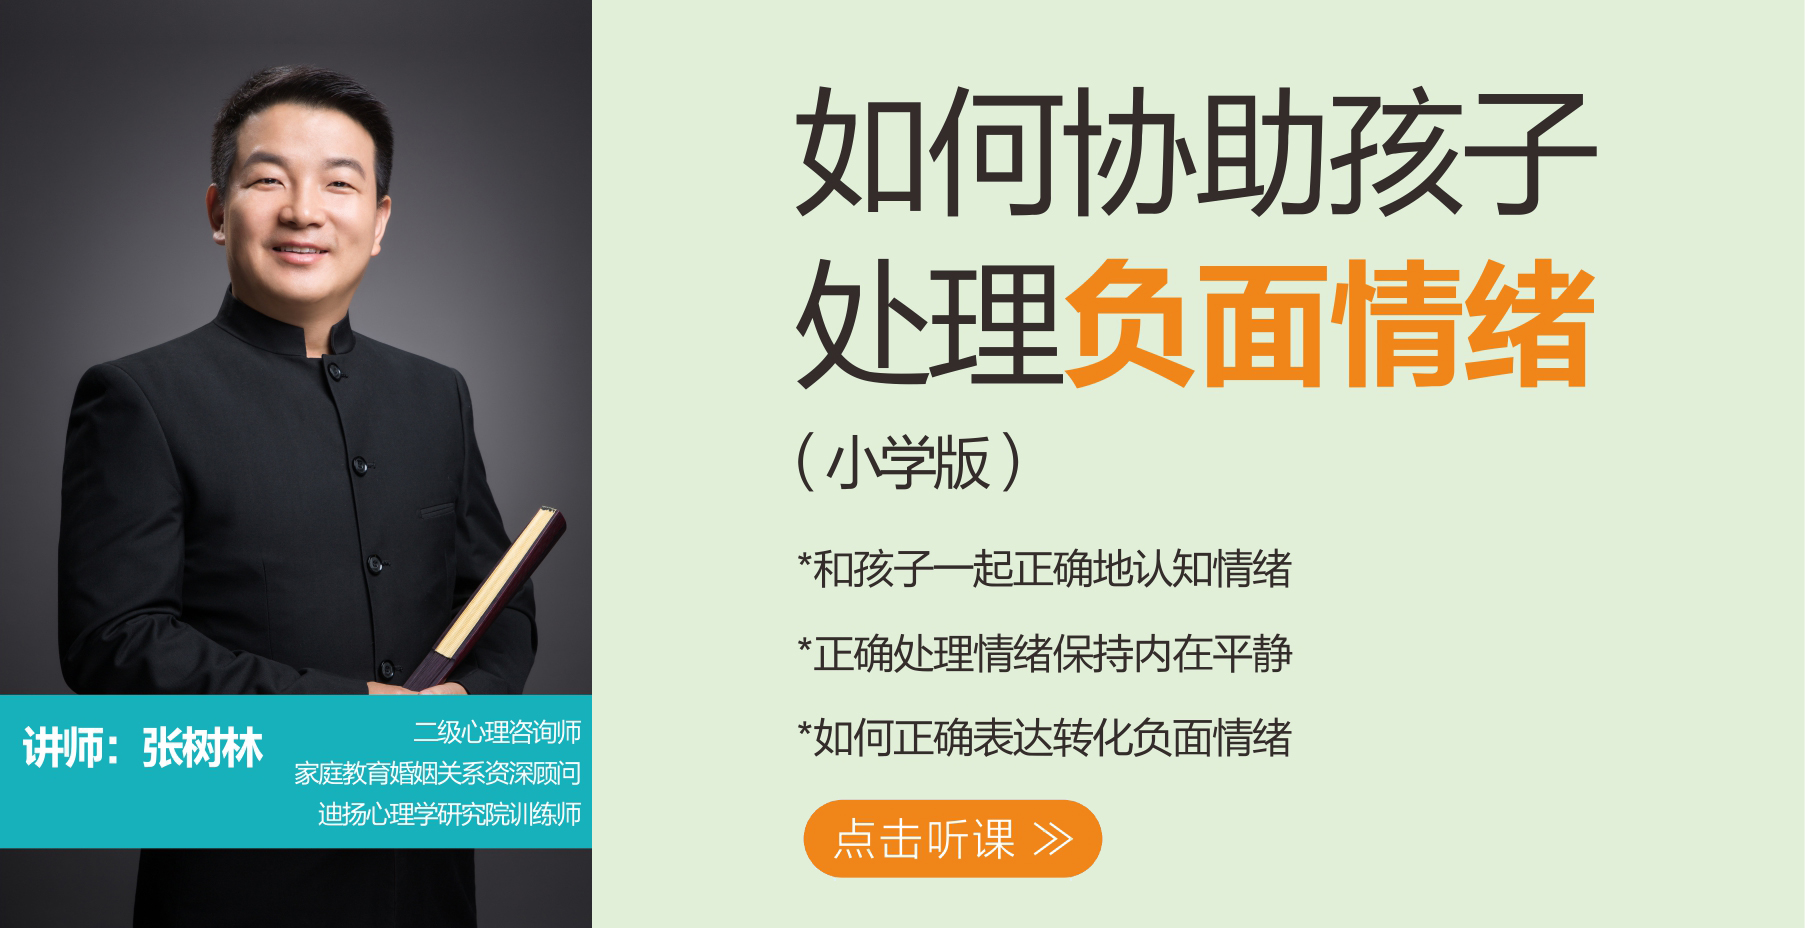 如何协助孩子
处理负面情绪
（小学版）
*和孩子一起正确地认知情绪
*正确处理情绪保持内在平静
*如何正确表达转化负面情绪
点击听课
讲师：张树林
二级心理咨询师
家庭教育婚姻关系资深顾问
迪扬心理学研究院训练师